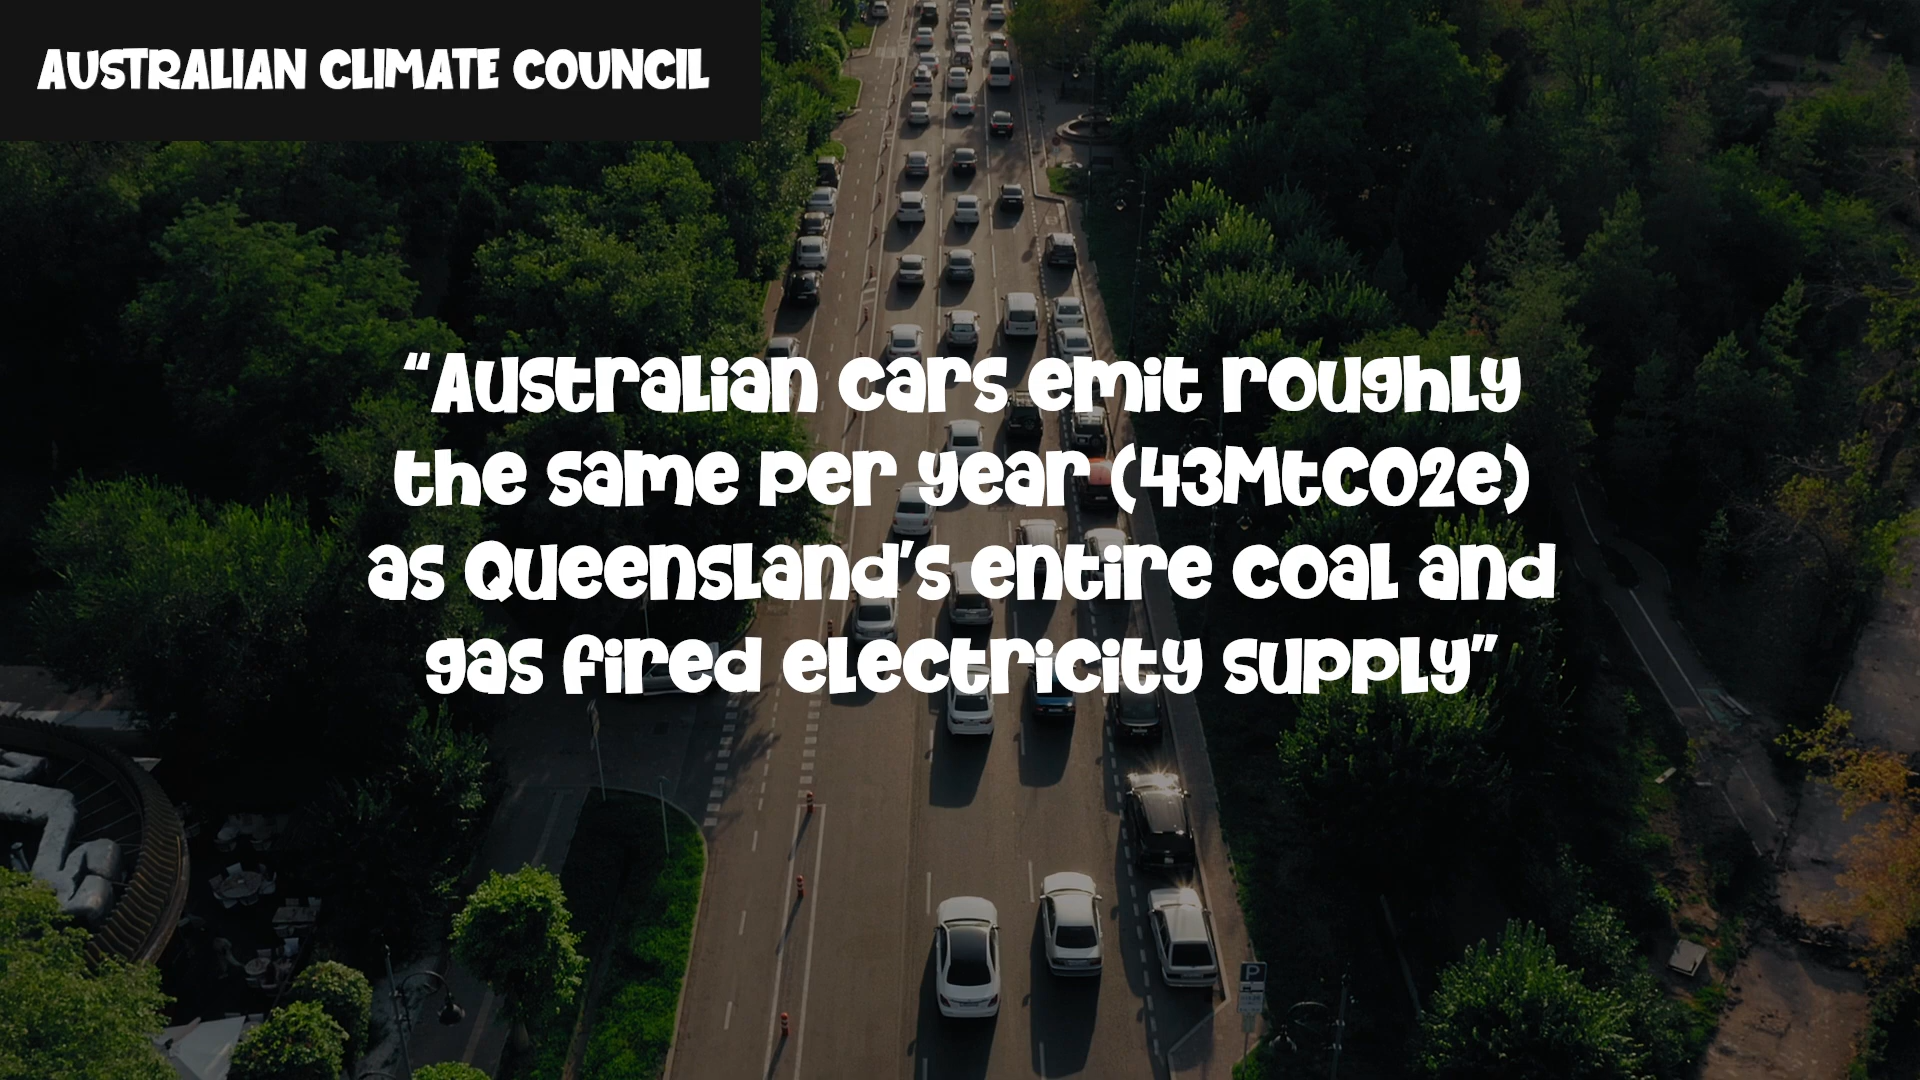 AUSTRALIAN CLIMATE COUNCIL
“Australian cars emit roughly
the same per year (43MtCO2e)
as Queensland’s entire coal and
gas fired electricity supply”
P